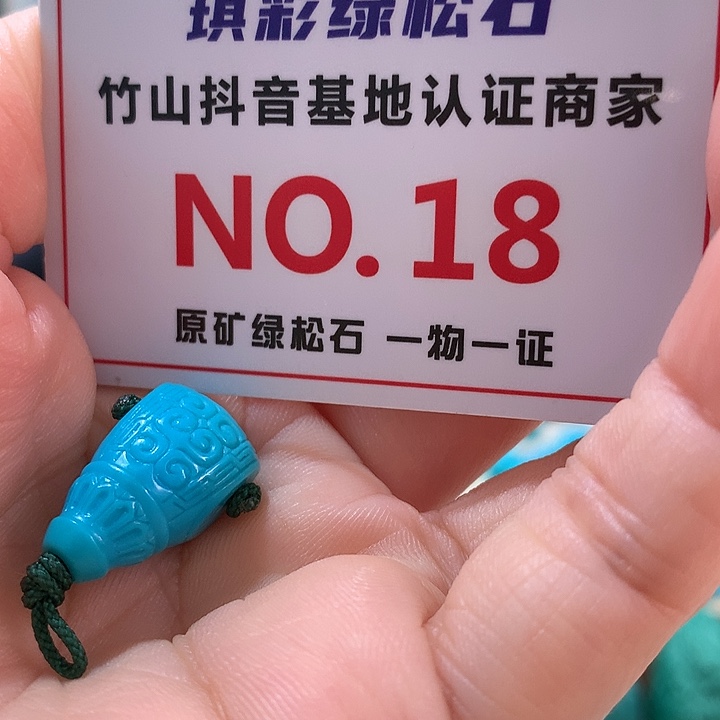 琪彩绿松石
竹山抖音基地认证商家
NO.18
原矿绿松石 一物一证